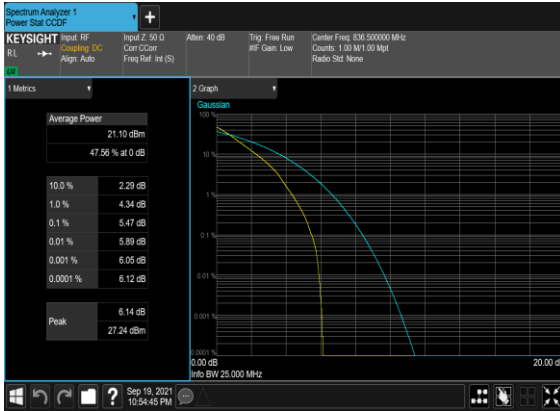 Spectrum Analyzer 1
Power Stat CCDF
KEYSIGHT
RL
Input: RF
Coupling: DC
Align: Auto
Input Z: 50 Ω
Corr CCorr
Freq Ref: Int (S)
Atten: 40 dB
Trig: Free Run
#IF Gain: Low
Center Freq: 836.500000 MHz
Counts: 1.00 M/1.00 Mpt
Radio Std: None
1 Metrics
Average Power
21.10 dBm
47.56 % at 0 dB
10.0 % 2.29 dB
1.0 % 4.34 dB
0.1 % 5.47 dB
0.01 % 5.89 dB
0.001 % 6.05 dB
0.0001 % 6.12 dB
Peak
6.14 dB
27.24 dBm
2 Graph
Gaussian
100 %
10 %
1 %
0.1 %
0.01 %
0.001 %
0.0001 %
0.00 dB
20.00 d
Info BW 25.000 MHz
?
Sep 19, 2021
10:54:45 PM